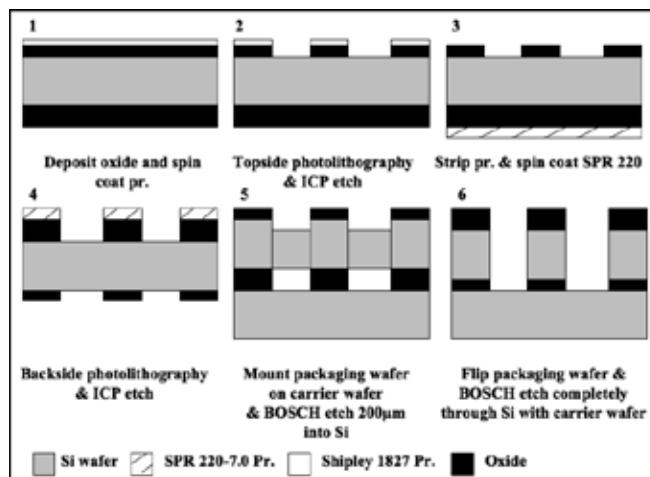 1
2
3
Deposit oxide and spin
coat pr.
Topside photolithography
& ICP etch
Strip pr. & spin coat SPR 220
4
5
6
Backside photolithography
& ICP etch
Mount packaging wafer
on carrier wafer
& BOSCH etch 200μm
into Si
Flip packaging wafer &
BOSCH etch completely
through Si with carrier wafer
Si wafer
SPR 220-7.0 Pr.
Shipley 1827 Pr.
Oxide